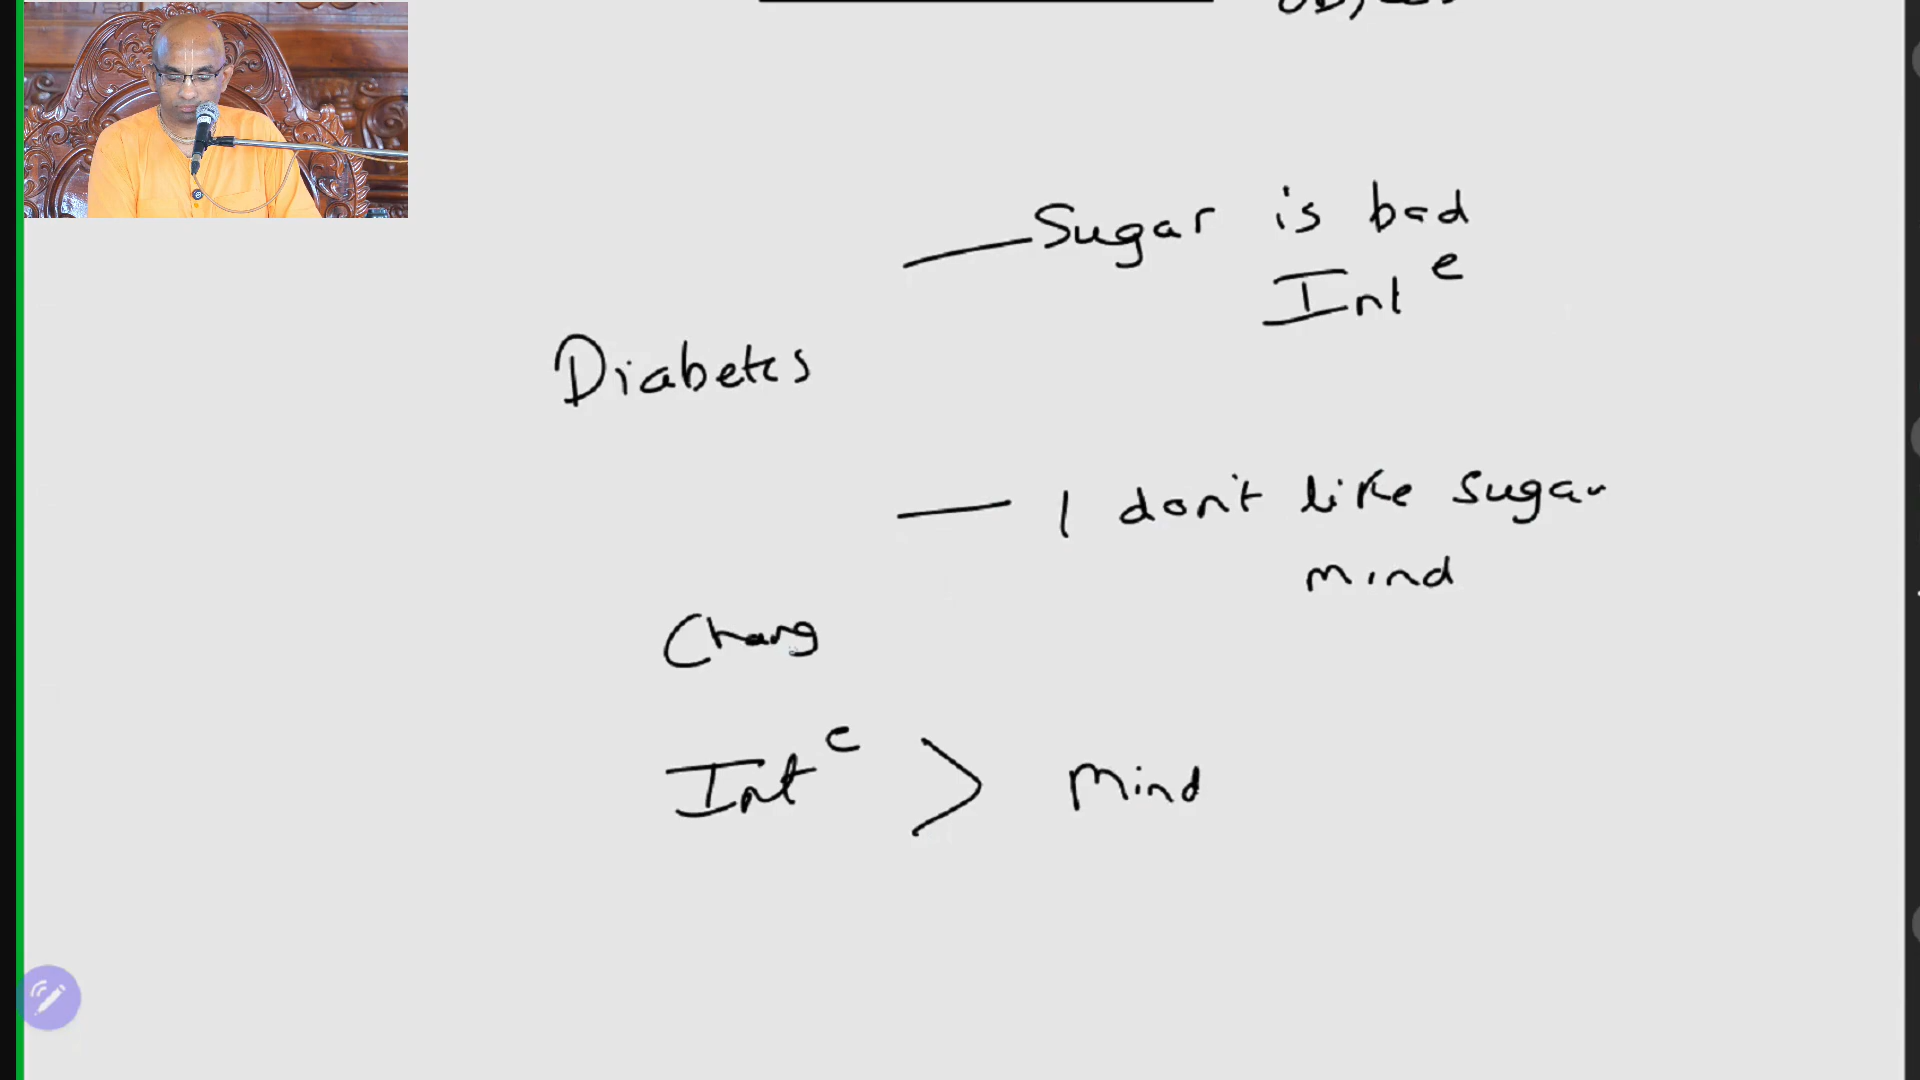 Sugar is bad
Int e
Diabetes
I don't like sugar
mind
Chang
Int e > Mind